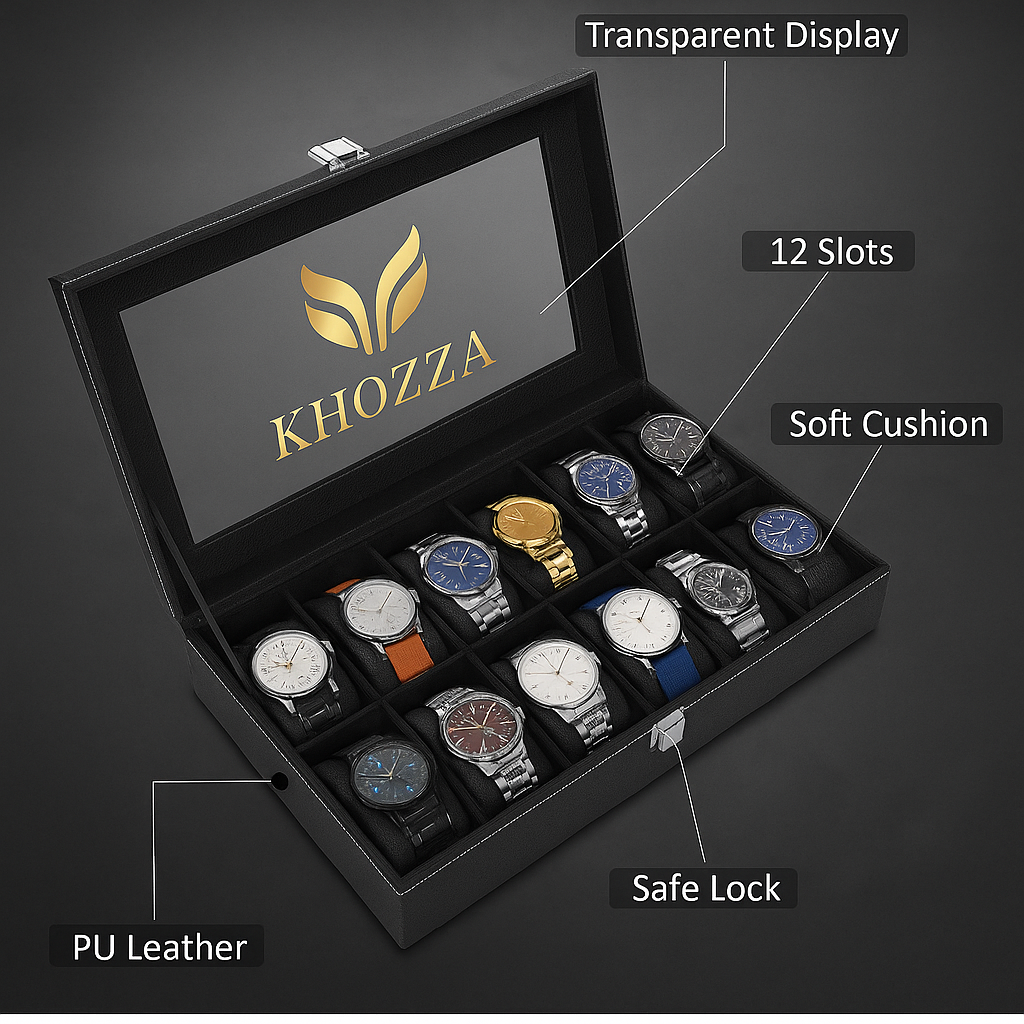 Transparent Display
12 Slots
KHOZZA
Soft Cushion
Safe Lock
PU Leather